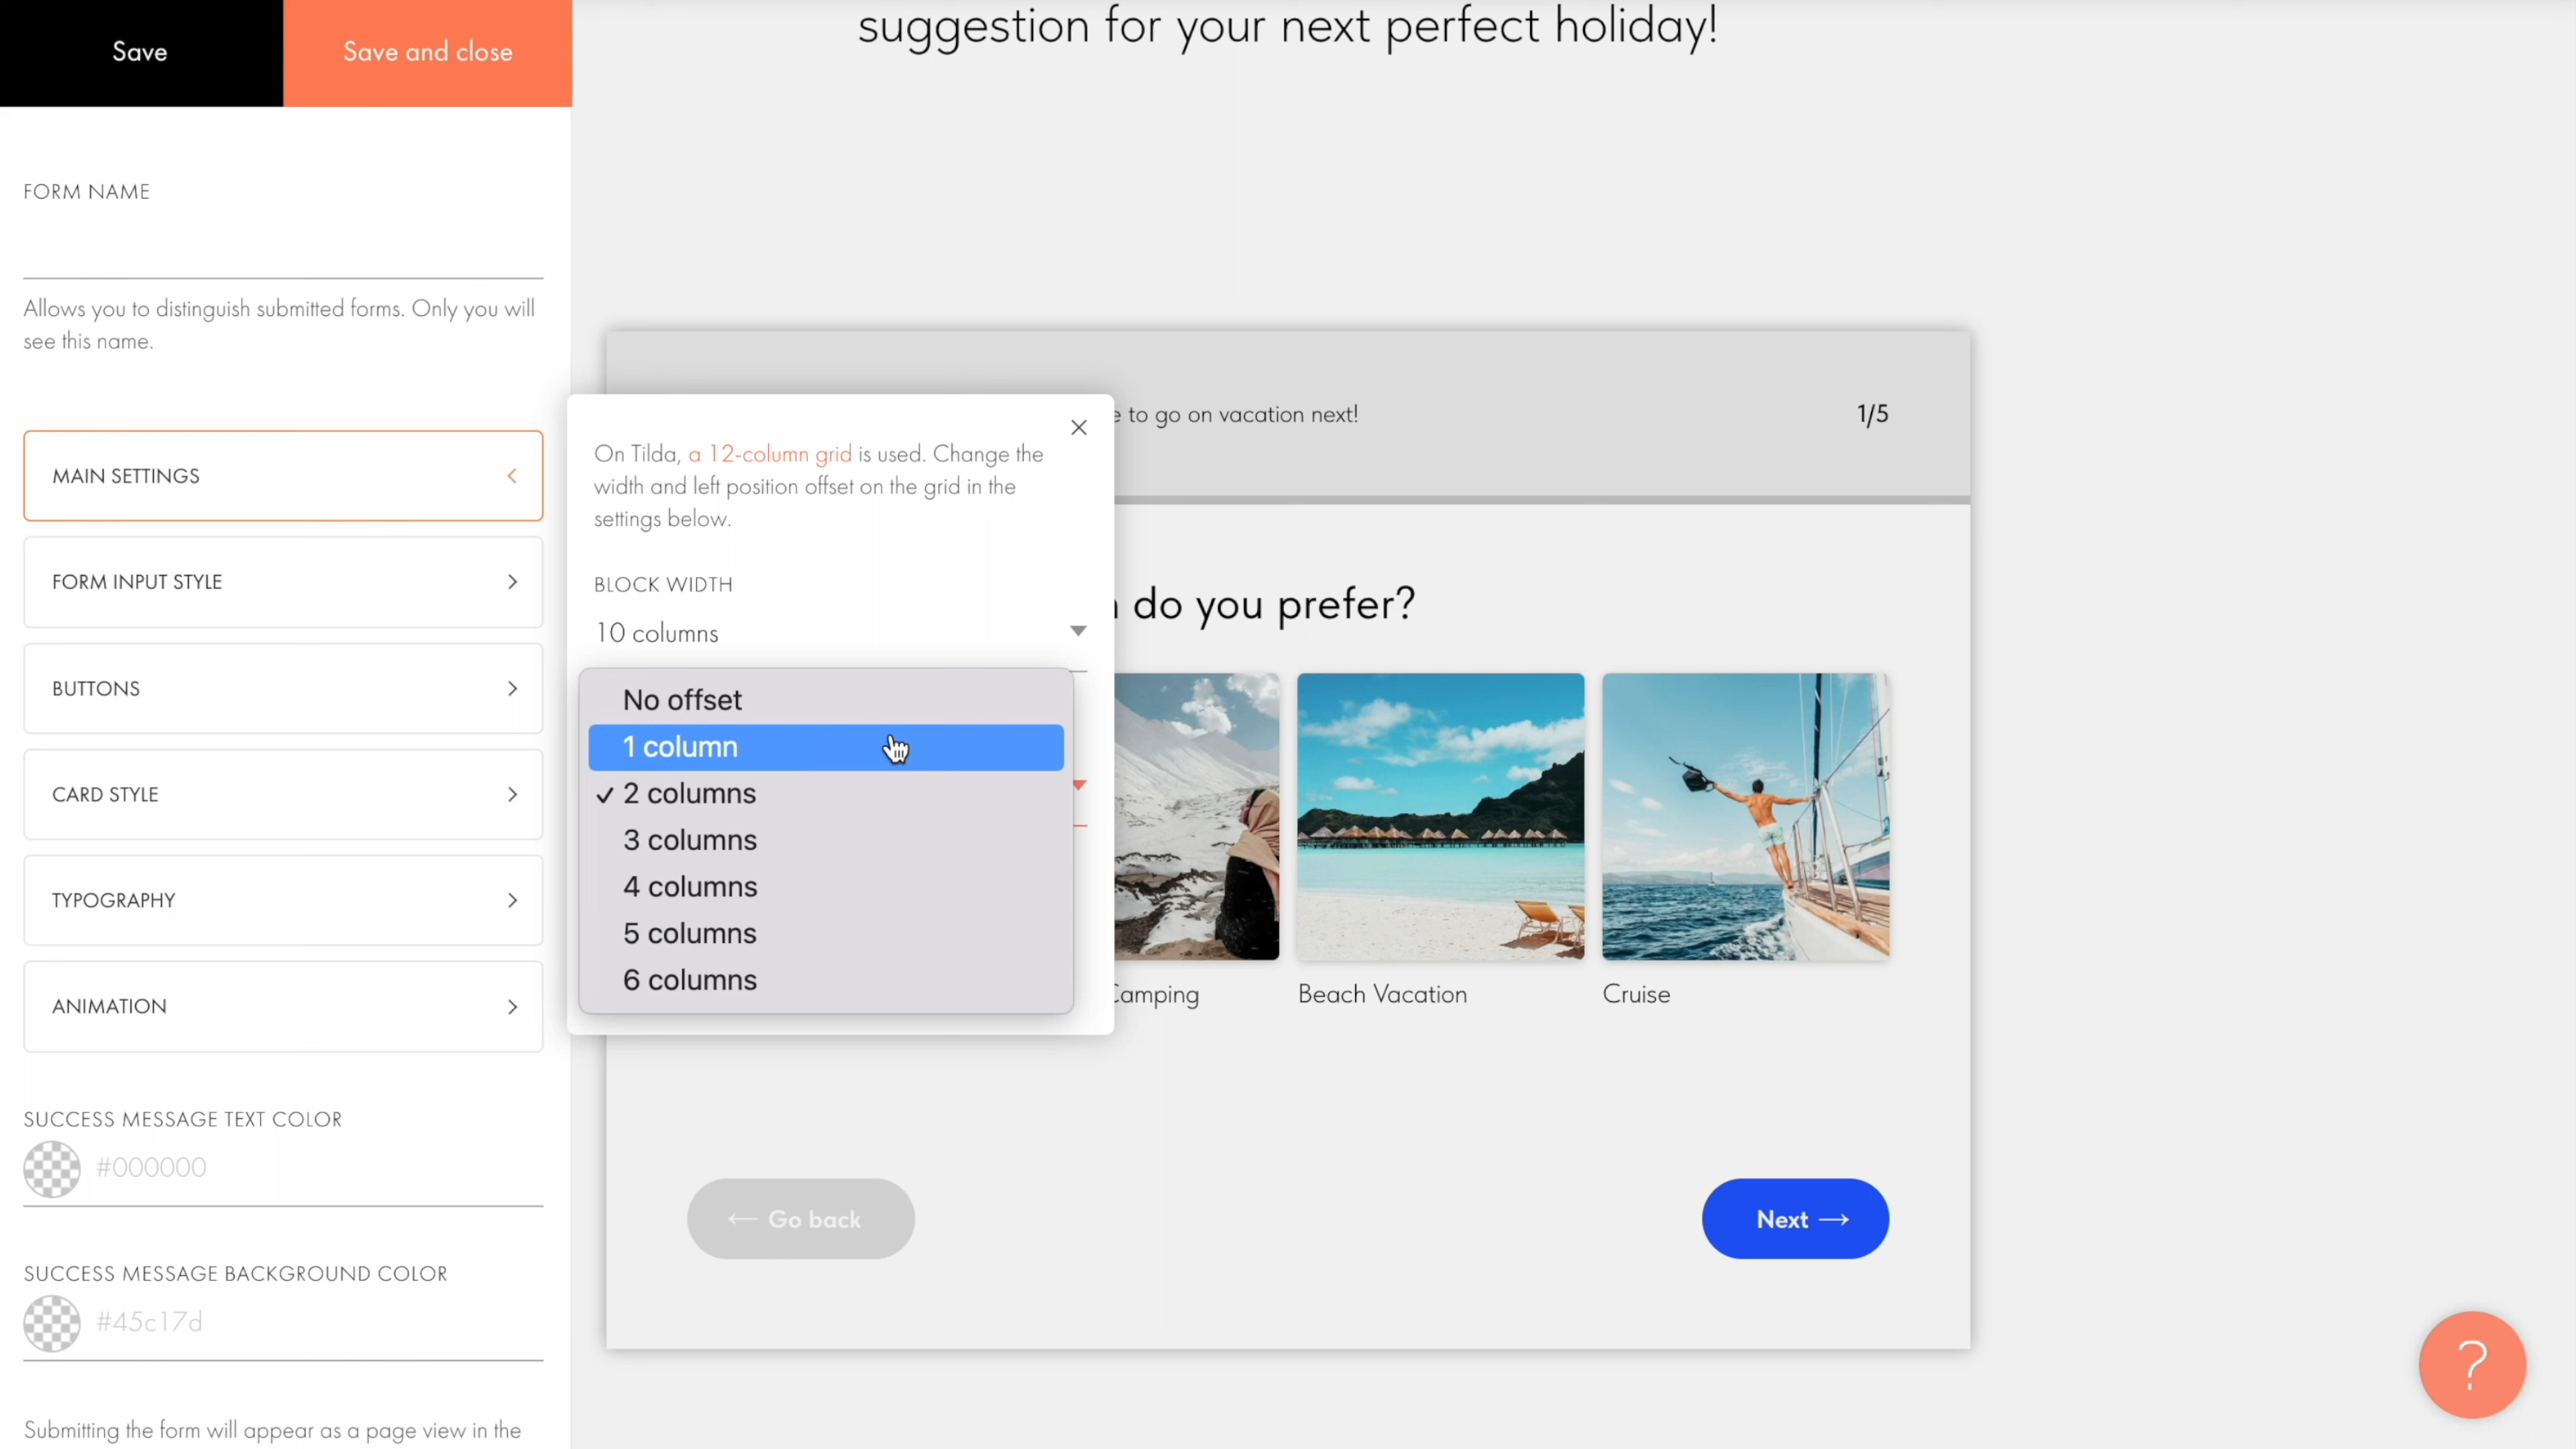 Save
Save and close
FORM NAME
Allows you to distinguish submitted forms. Only you will
see this name.
MAIN SETTINGS
FORM INPUT STYLE
BUTTONS
CARD STYLE
TYPOGRAPHY
ANIMATION
SUCCESS MESSAGE TEXT COLOR
#000000
SUCCESS MESSAGE BACKGROUND COLOR
#45c17d
Submitting the form will appear as a page view in the
On Tilda, a 12-column grid is used. Change the
width and left position offset on the grid in the
settings below.
BLOCK WIDTH
10 columns
No offset
1 column
✓ 2 columns
3 columns
4 columns
5 columns
6 columns
suggestion for your next perfect holiday!
to go on vacation next!
1/5
do you prefer?
Camping
Beach Vacation
Cruise
← Go back
Next →
?